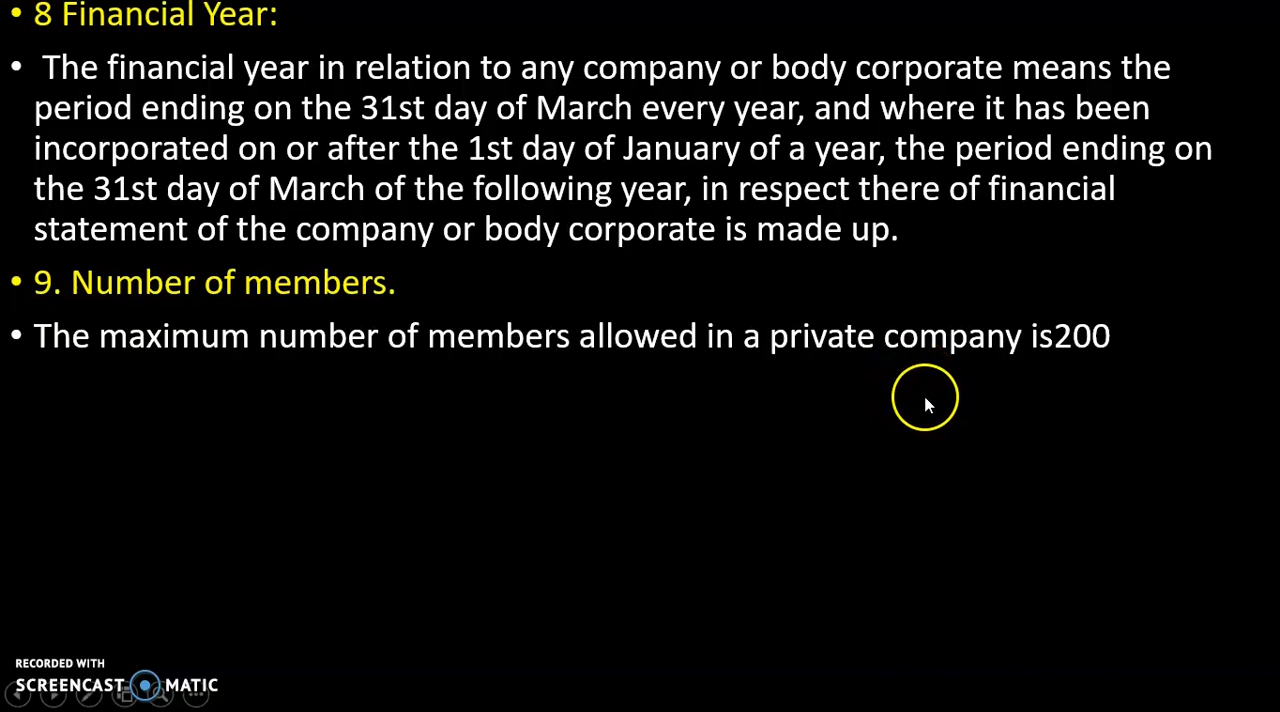 • 8 Financial Year:
• The financial year in relation to any company or body corporate means the
period ending on the 31st day of March every year, and where it has been
incorporated on or after the 1st day of January of a year, the period ending on
the 31st day of March of the following year, in respect there of financial
statement of the company or body corporate is made up.
• 9. Number of members.
• The maximum number of members allowed in a private company is200
RECORDED WITH
SCREENCAST MATIC